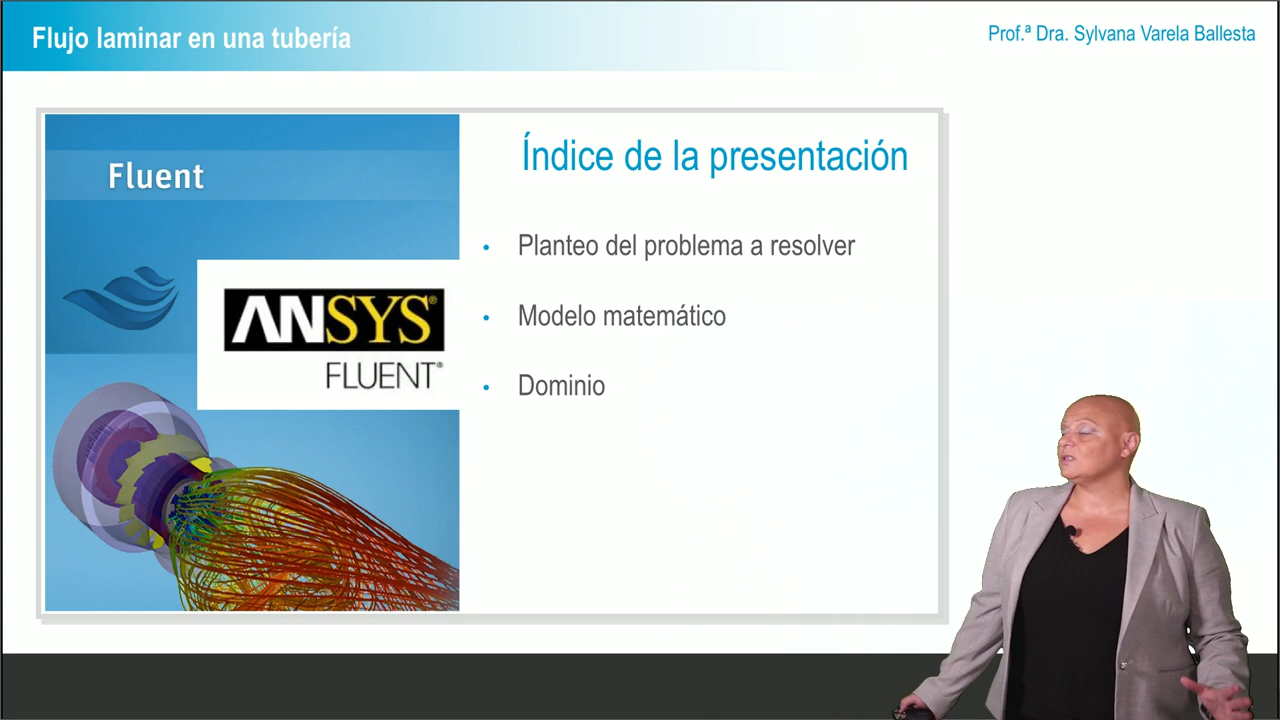 Flujo laminar en una tubería
Prof.ª Dra. Sylvana Varela Ballesta
Fluent
ANSYS®
FLUENT®
Índice de la presentación
• Planteo del problema a resolver
• Modelo matemático
• Dominio